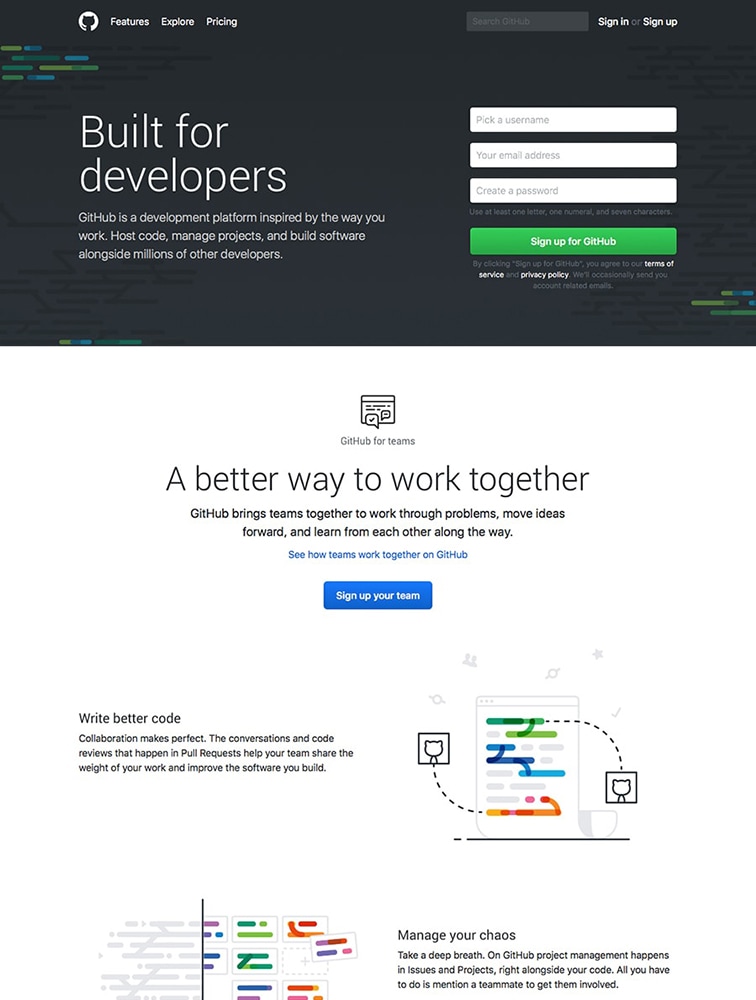 Features Explore Pricing Search GitHub Sign in or Sign up
Built for
developers
GitHub is a development platform inspired by the way you
work. Host code, manage projects, and build software
alongside millions of other developers.
Pick a username
Your email address
Create a password
Use at least one letter, one numeral, and seven characters.
Sign up for GitHub
By clicking "Sign up for GitHub", you agree to our terms of
service and privacy policy. We'll occasionally send you
account related emails.
GitHub for teams
A better way to work together
GitHub brings teams together to work through problems, move ideas
forward, and learn from each other along the way.
See how teams work together on GitHub
Sign up your team
Write better code
Collaboration makes perfect. The conversations and code
reviews that happen in Pull Requests help your team share the
weight of your work and improve the software you build.
Manage your chaos
Take a deep breath. On GitHub project management happens
in Issues and Projects, right alongside your code. All you have
to do is mention a teammate to get them involved.